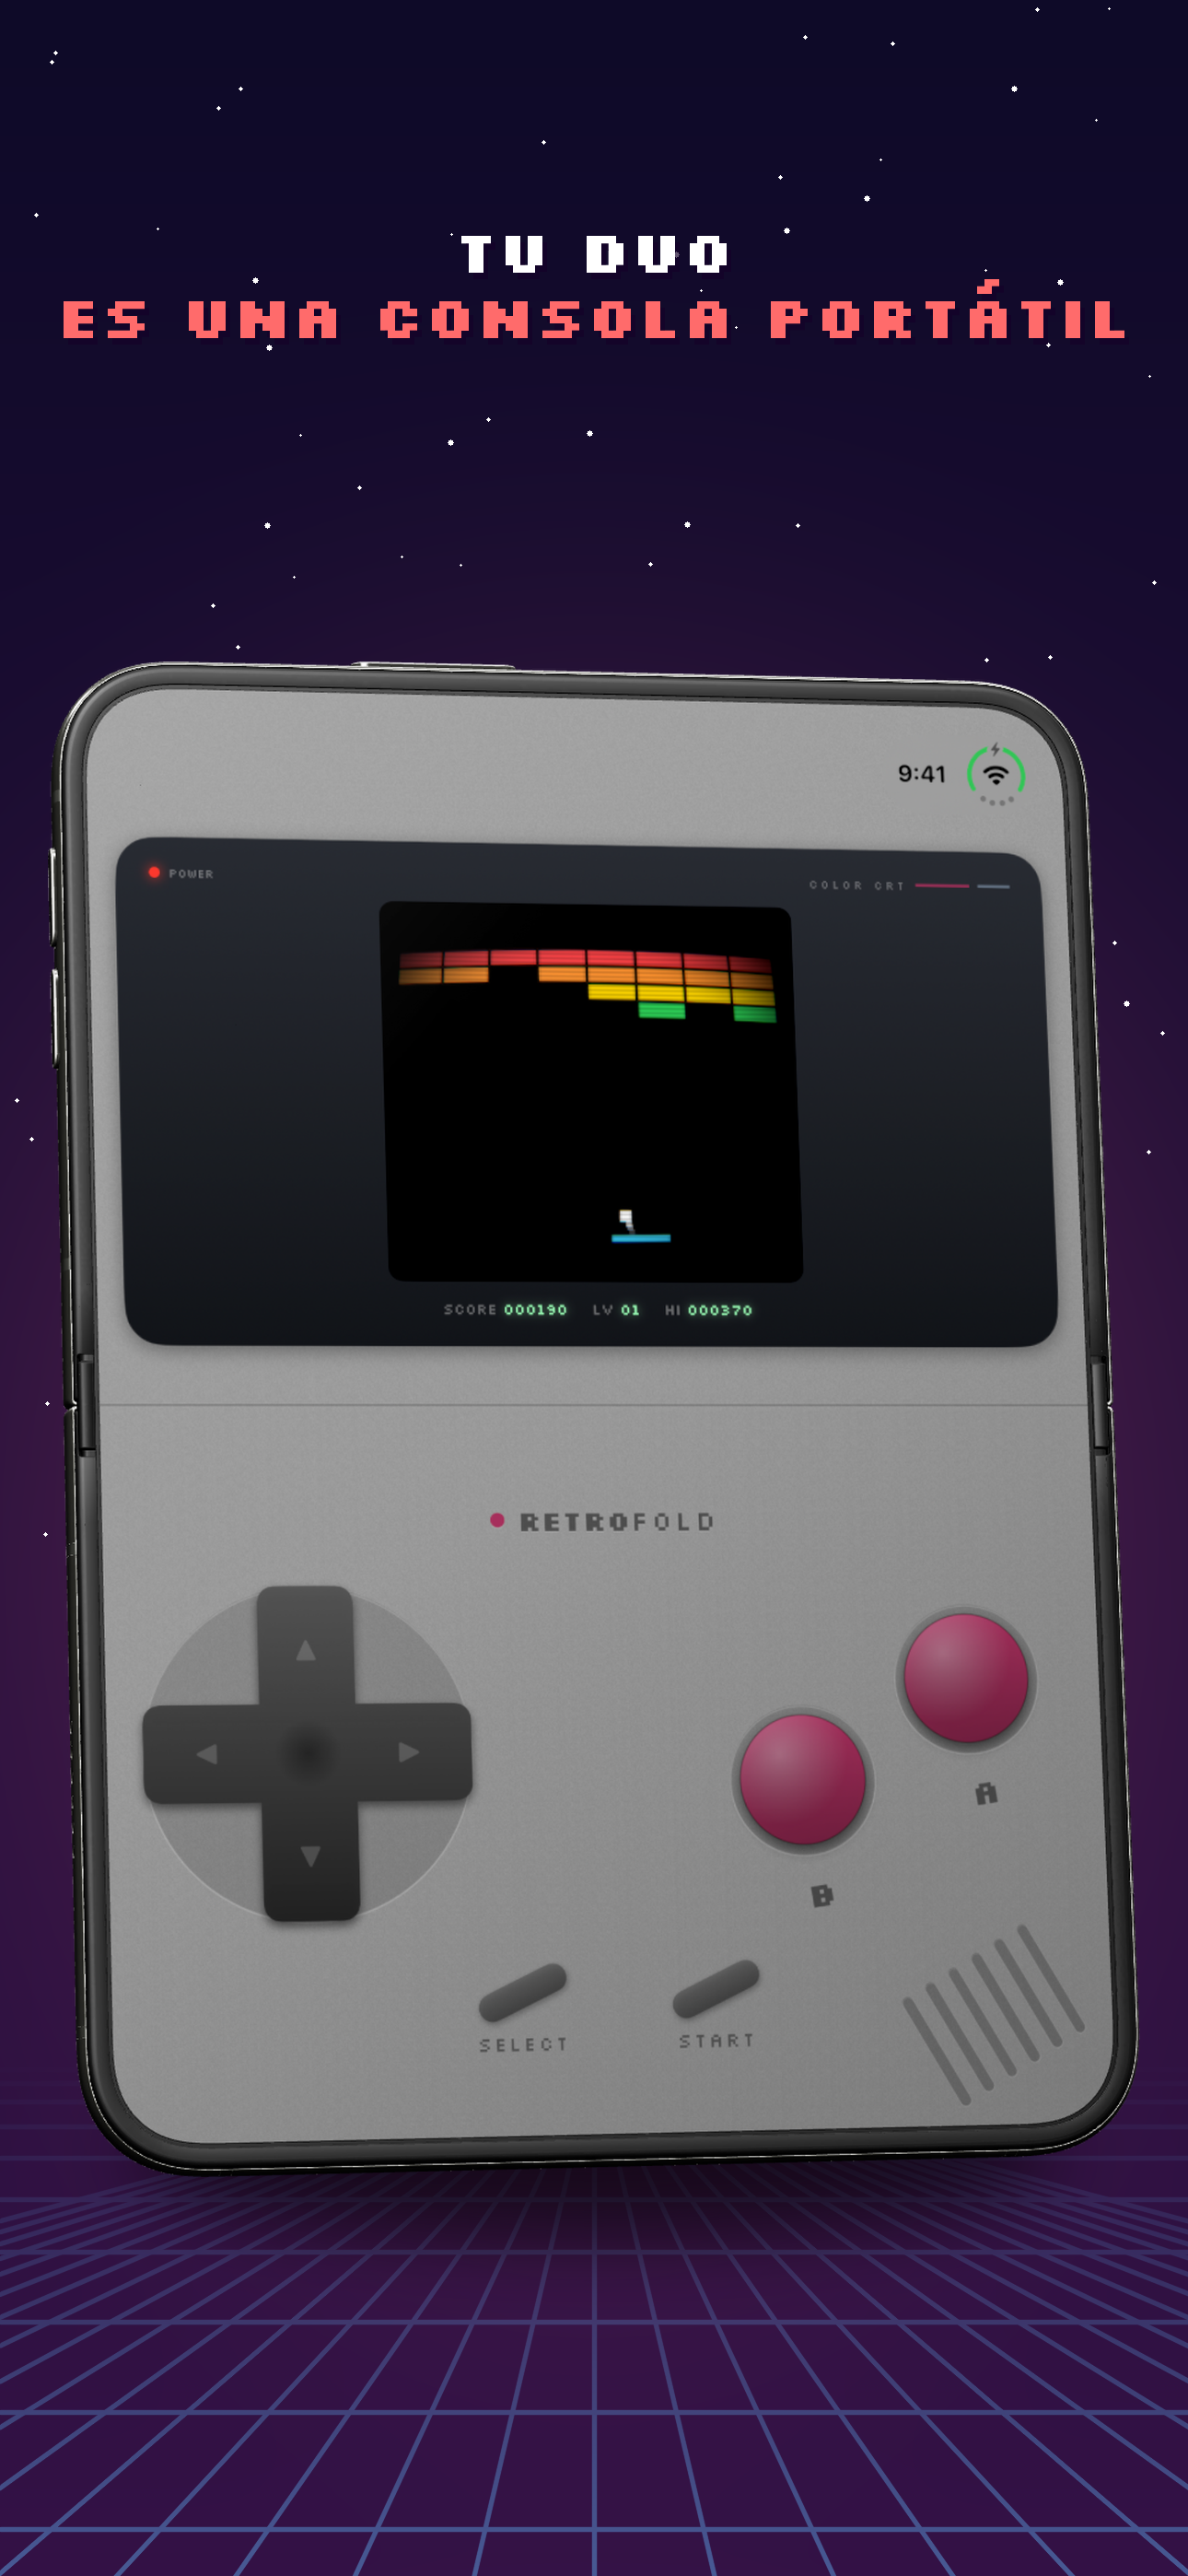 TU DUO
ES UNA CONSOLA PORTÁTIL
9:41
POWER
COLOR CRT
SCORE 000190 LV 01 HI 000370
RETROFOLD
A
B
SELECT
START